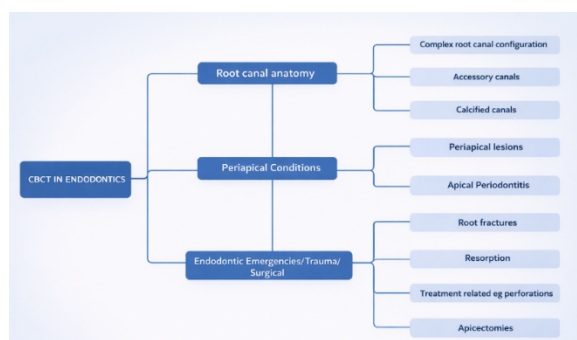 CBCT IN ENDODONTICS
Root canal anatomy
Complex root canal configuration
Accessory canals
Calcified canals
Periapical Conditions
Periapical lesions
Apical Periodontitis
Endodontic Emergencies/Trauma/
Surgical
Root fractures
Resorption
Treatment related eg perforations
Apicectomies